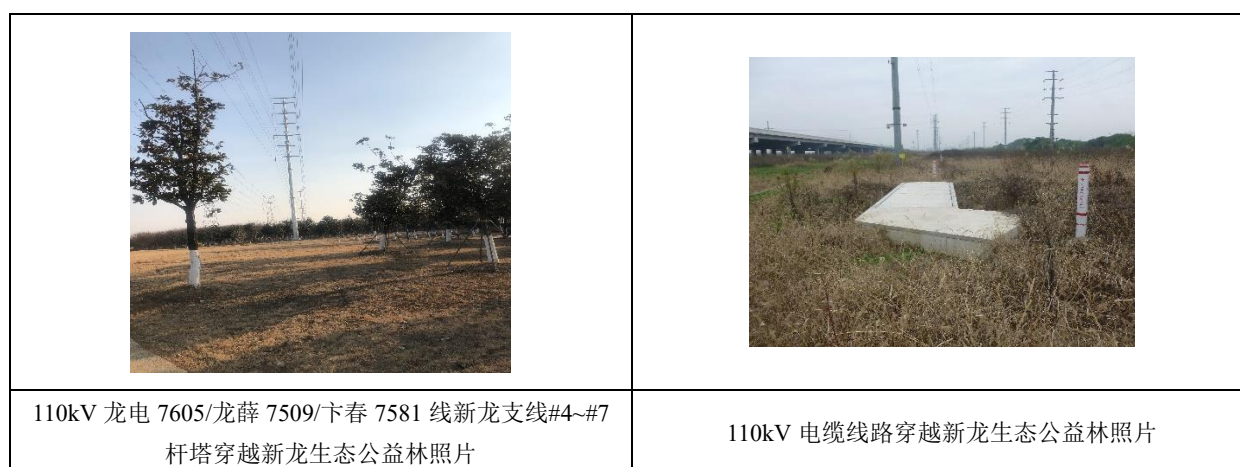 110kV 龙电 7605/龙薛 7509/卞春 7581 线新龙支线#4~#7
杆塔穿越新龙生态公益林照片
110kV 电缆线路穿越新龙生态公益林照片